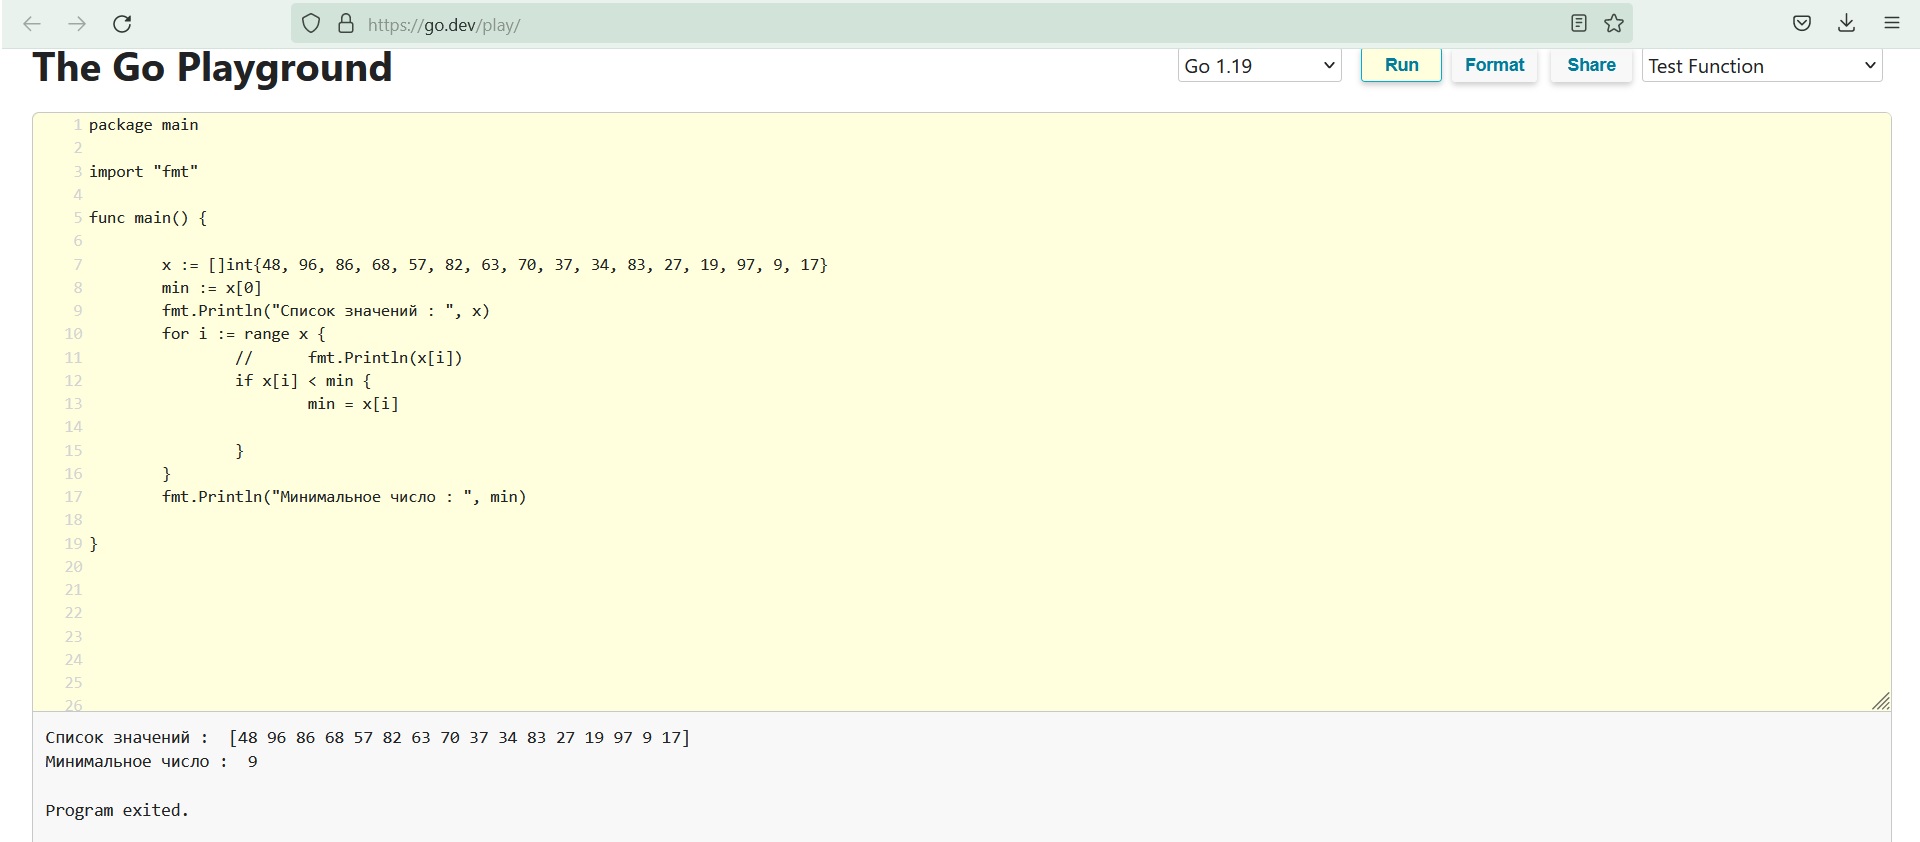 https://go.dev/play/
The Go Playground
Go 1.19
Run
Format
Share
Test Function
1 package main
2
3 import "fmt"
4
5 func main() {
6
7 x := []int{48, 96, 86, 68, 57, 82, 63, 70, 37, 34, 83, 27, 19, 97, 9, 17}
8 min := x[0]
9 fmt.Println("Список значений : ", x)
10 for i := range x {
11 // fmt.Println(x[i])
12 if x[i] < min {
13 min = x[i]
14
15 }
16 }
17 fmt.Println("Минимальное число : ", min)
18
19 }
20
21
22
23
24
25
26
Список значений :  [48 96 86 68 57 82 63 70 37 34 83 27 19 97 9 17]
Минимальное число :  9
Program exited.